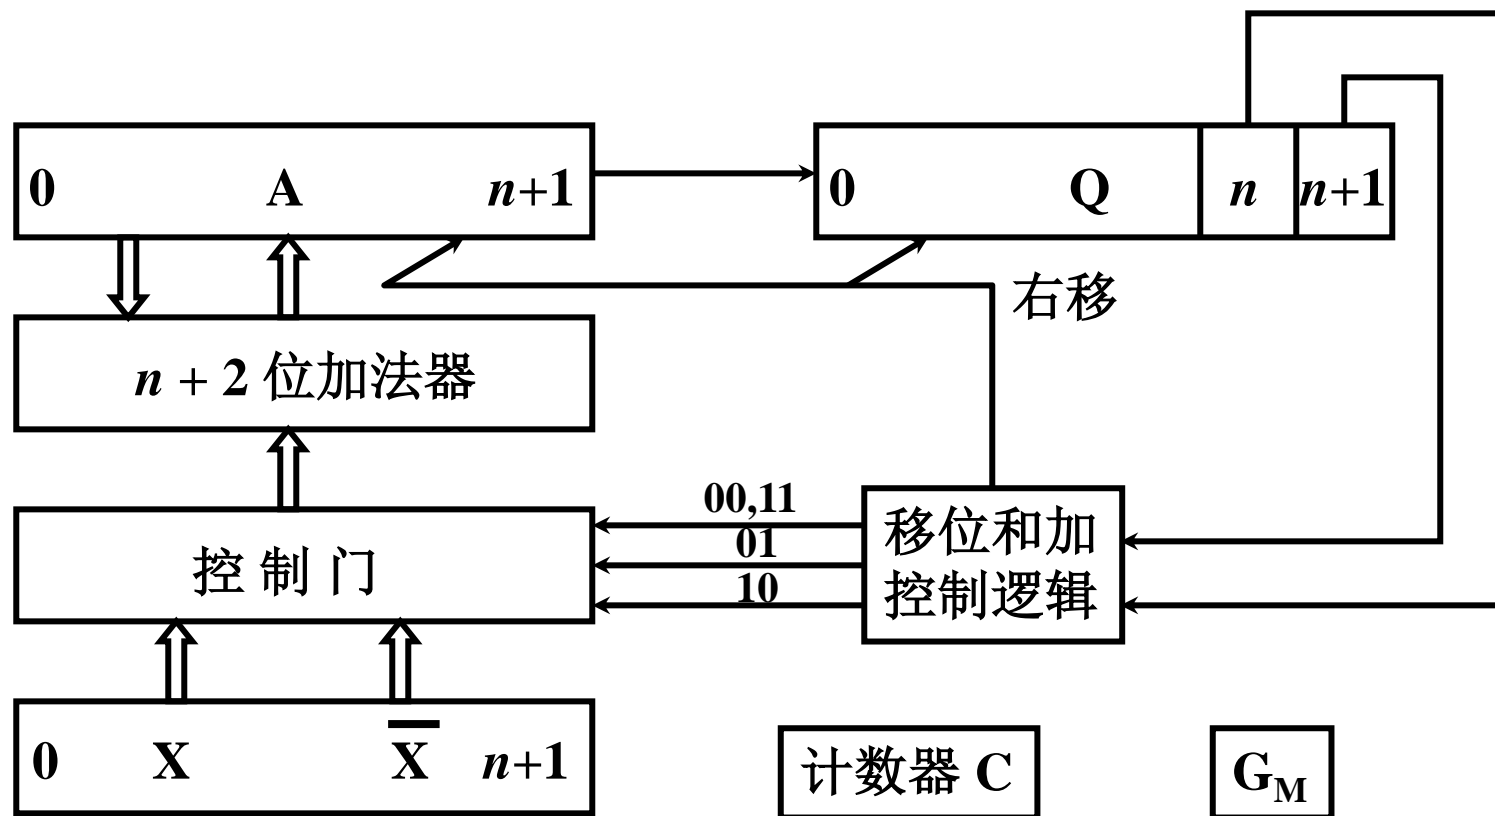 0 A n+1
0 Q n n+1
右移
n + 2 位加法器
00,11
01
10
控 制 门
移位和加
控制逻辑
0 X X̅ n+1
计数器 C
G_M